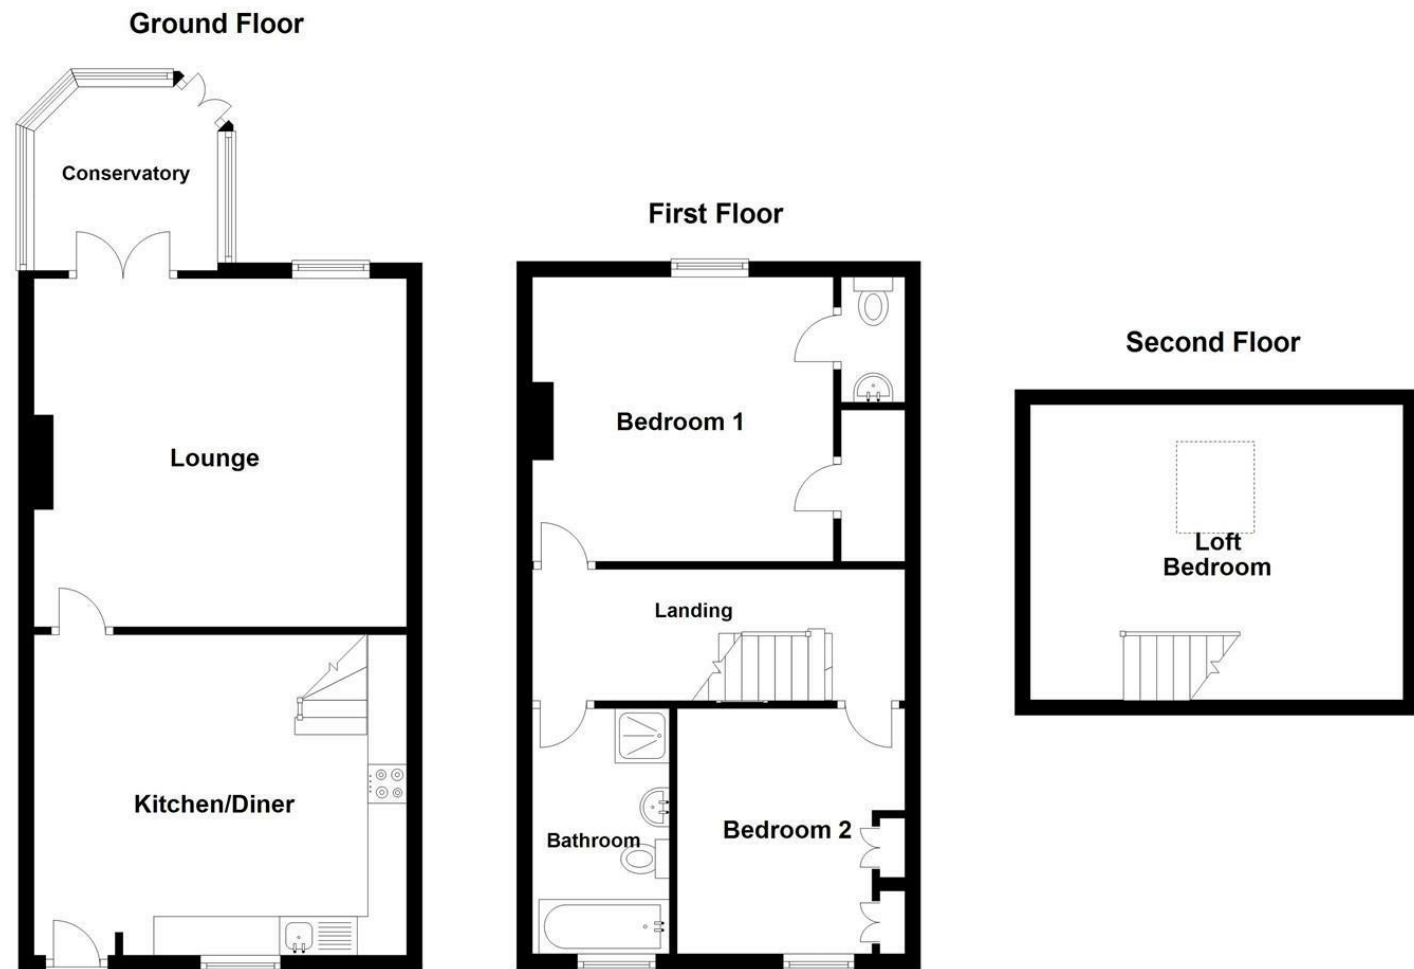 Ground Floor
Conservatory
Lounge
Kitchen/Diner
First Floor
Bedroom 1
Landing
Bathroom
Bedroom 2
Second Floor
Loft
Bedroom